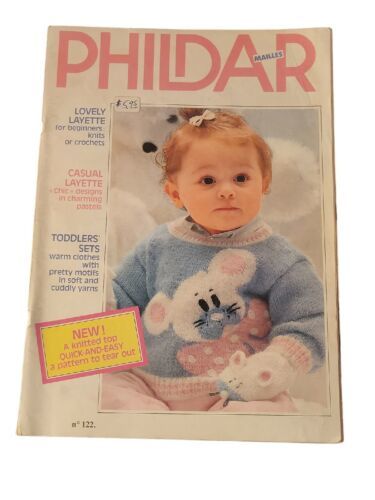 PHILDAR
MAILLES
$6.95
LOVELY
LAYETTE
for beginners,
knits
or crochets
CASUAL
LAYETTE
«Chic» designs
in charming
pastels
TODDLERS'
SETS
warm clothes
with
pretty motifs
in soft and
cuddly yarns
NEW!
A knitted top
QUICK-AND-EASY
a pattern to tear out
n° 122.